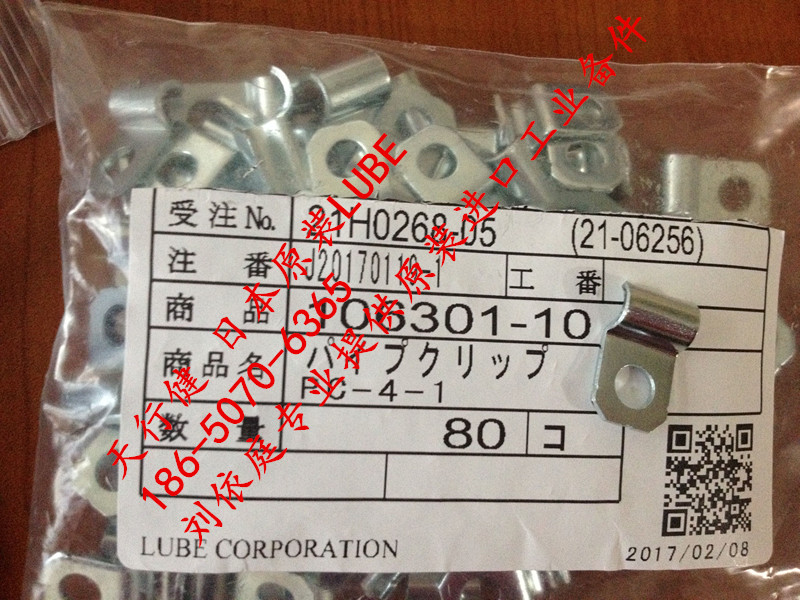 受注No. 21H0268-05 (21-06256)
注 番 J20170110-1 工 番
商 品 106301-10
商品名 パイプクリップ
PC-4-1
数 量 80 コ
LUBE CORPORATION
2017/02/08
天行健 日本原装LUBE
186-5070-6365
刘依庭专业提供原装进口工业备件